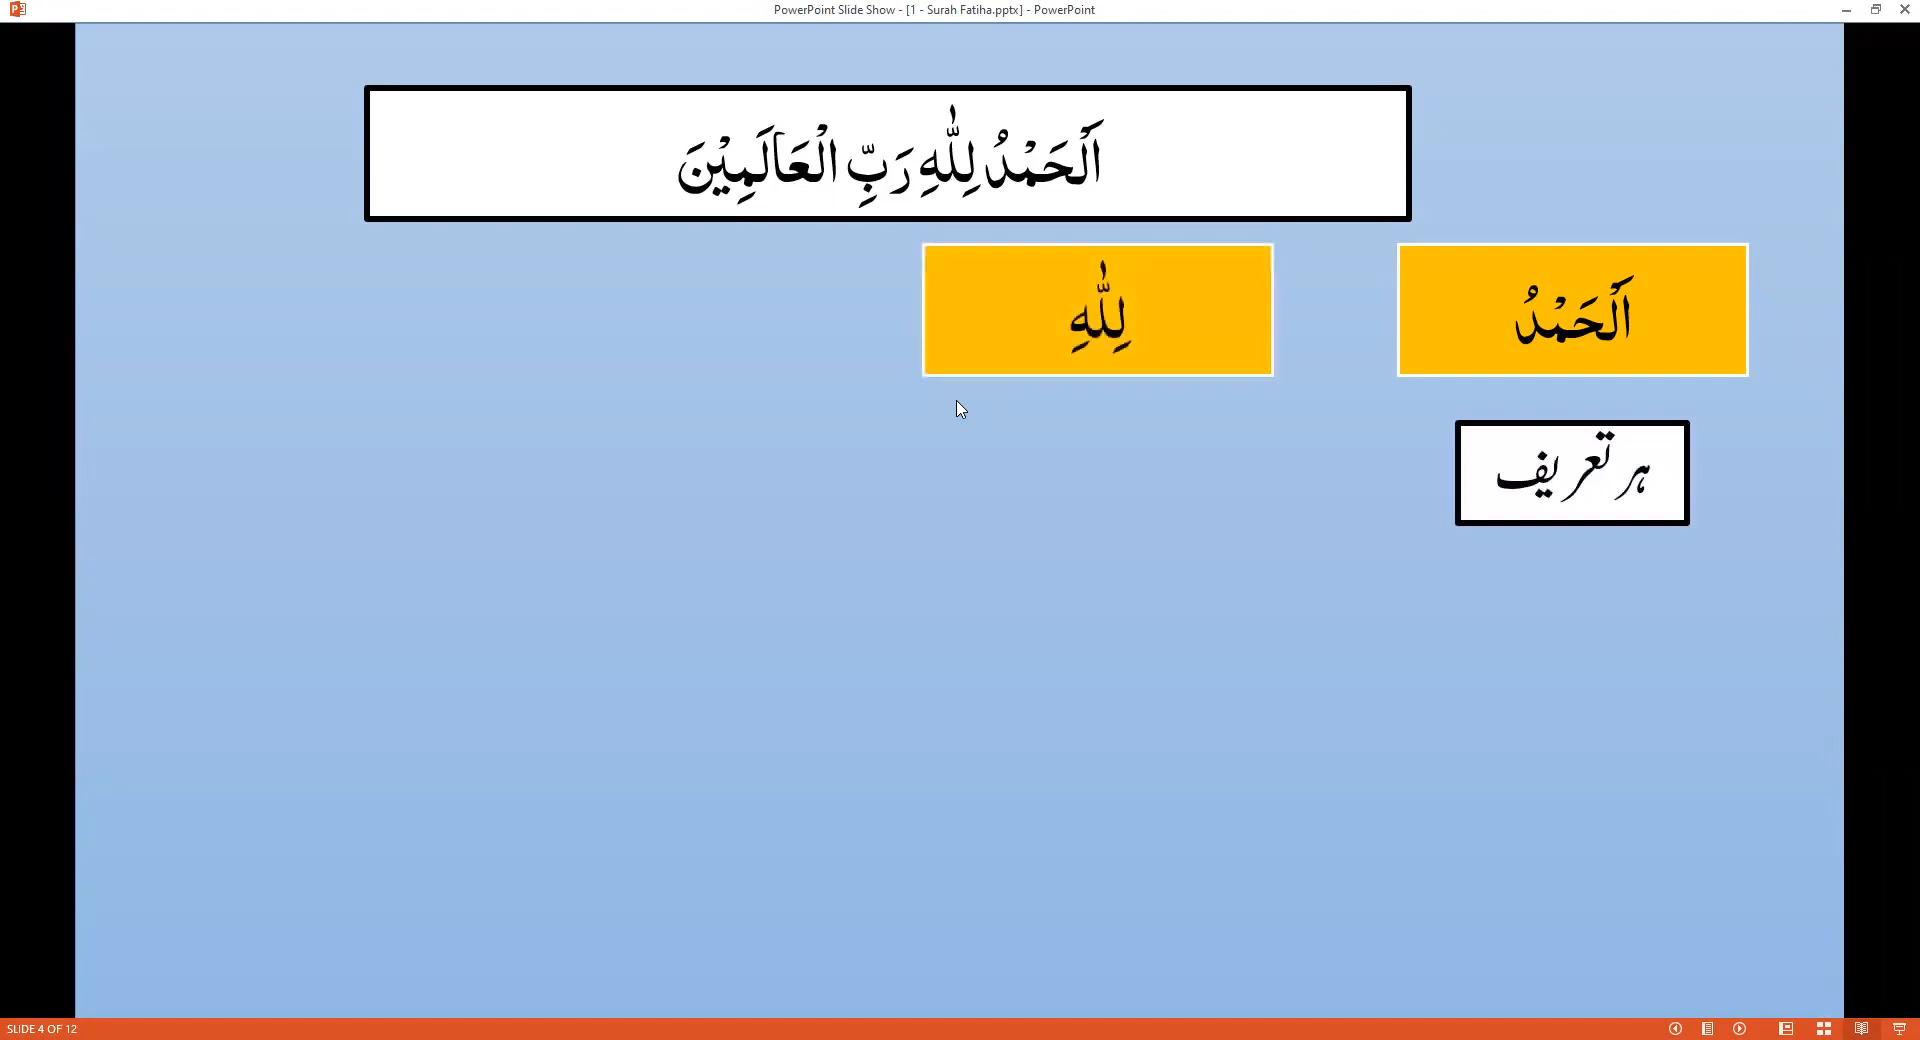 PowerPoint Slide Show - [1 - Surah Fatiha.pptx] - PowerPoint
اَلْحَمْدُ لِلّٰهِ رَبِّ الْعَالَمِيْنَ
اَلْحَمْدُ
لِلّٰهِ
ہر تعریف
SLIDE 4 OF 12